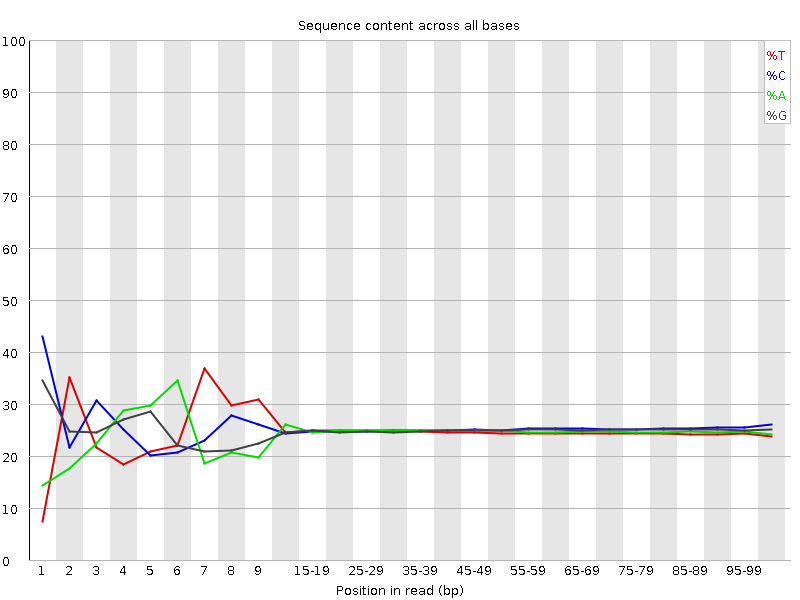 Sequence content across all bases
100
90
80
70
60
50
40
30
20
10
0
%T
%C
%A
%G
1 2 3 4 5 6 7 8 9 15-19 25-29 35-39 45-49 55-59 65-69 75-79 85-89 95-99
Position in read (bp)